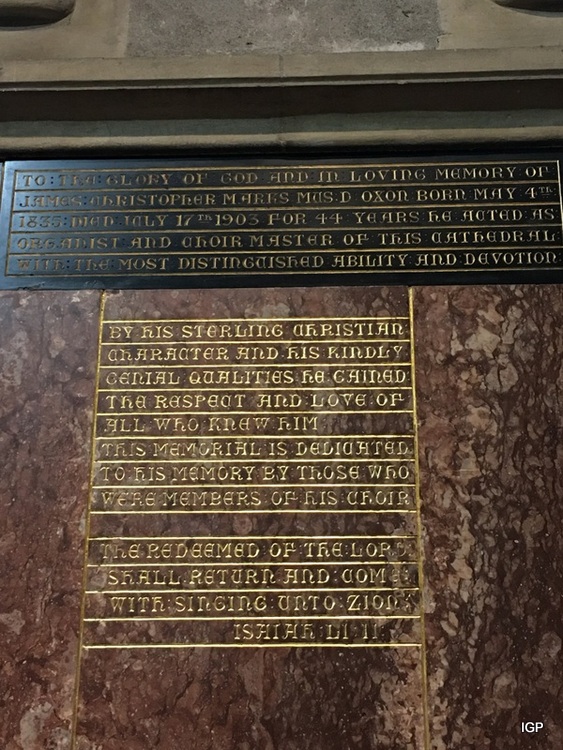 TO : THE : GLORY OF GOD AND IN LOVING MEMORY OF
JAMES : CHRISTOPHER MARKS MUS.D OXON BORN MAY 4TH
1835 : DIED JULY 17TH 1903 FOR 44 YEARS HE ACTED AS
ORGANIST AND CHOIR MASTER OF THIS CATHEDRAL
WITH : THE MOST DISTINGUISHED ABILITY AND DEVOTION
BY HIS STERLING CHRISTIAN
CHARACTER AND HIS KINDLY
GENIAL QUALITIES HE GAINED
THE RESPECT AND LOVE OF
ALL WHO KNEW HIM
THIS MEMORIAL IS DEDICATED
TO HIS MEMORY BY THOSE WHO
WERE MEMBERS OF HIS CHOIR
THE REDEEMED OF THE LORD
SHALL RETURN AND COME
WITH SINGING UNTO ZION
ISAIAH LI II
IGP